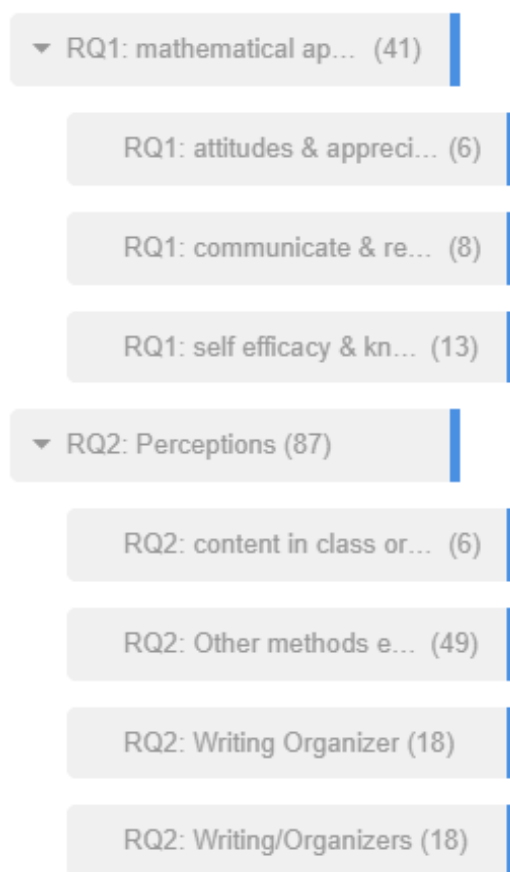 RQ1: mathematical ap... (41)
RQ1: attitudes & appreci... (6)
RQ1: communicate & re... (8)
RQ1: self efficacy & kn... (13)
RQ2: Perceptions (87)
RQ2: content in class or... (6)
RQ2: Other methods e... (49)
RQ2: Writing Organizer (18)
RQ2: Writing/Organizers (18)